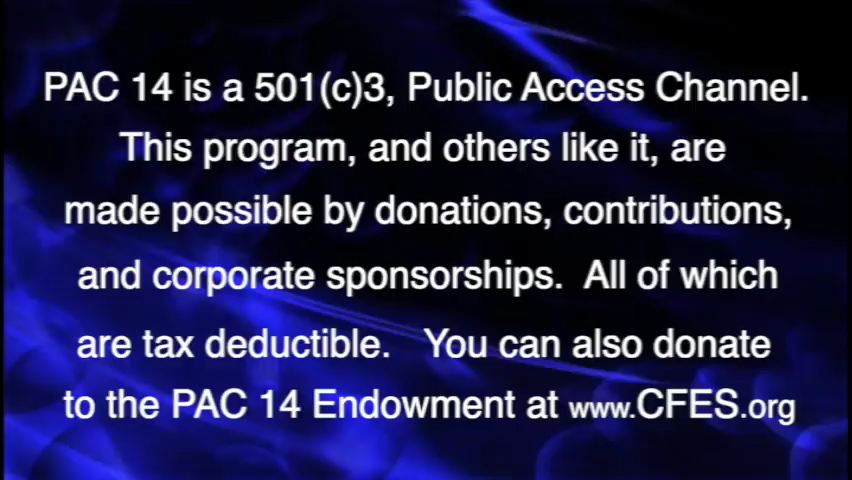 PAC 14 is a 501(c)3, Public Access Channel.
This program, and others like it, are
made possible by donations, contributions,
and corporate sponsorships.  All of which
are tax deductible.   You can also donate
to the PAC 14 Endowment at www.CFES.org